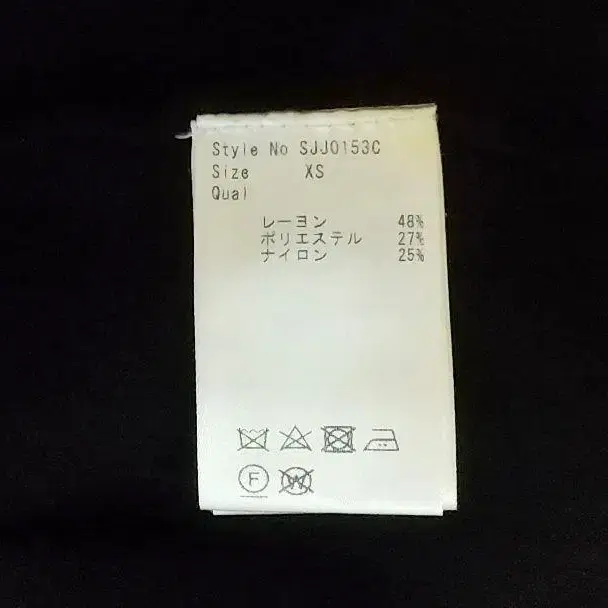 Style No SJJ0153C
Size XS
Qual
レーヨン 48%
ポリエステル 27%
ナイロン 25%
F
W